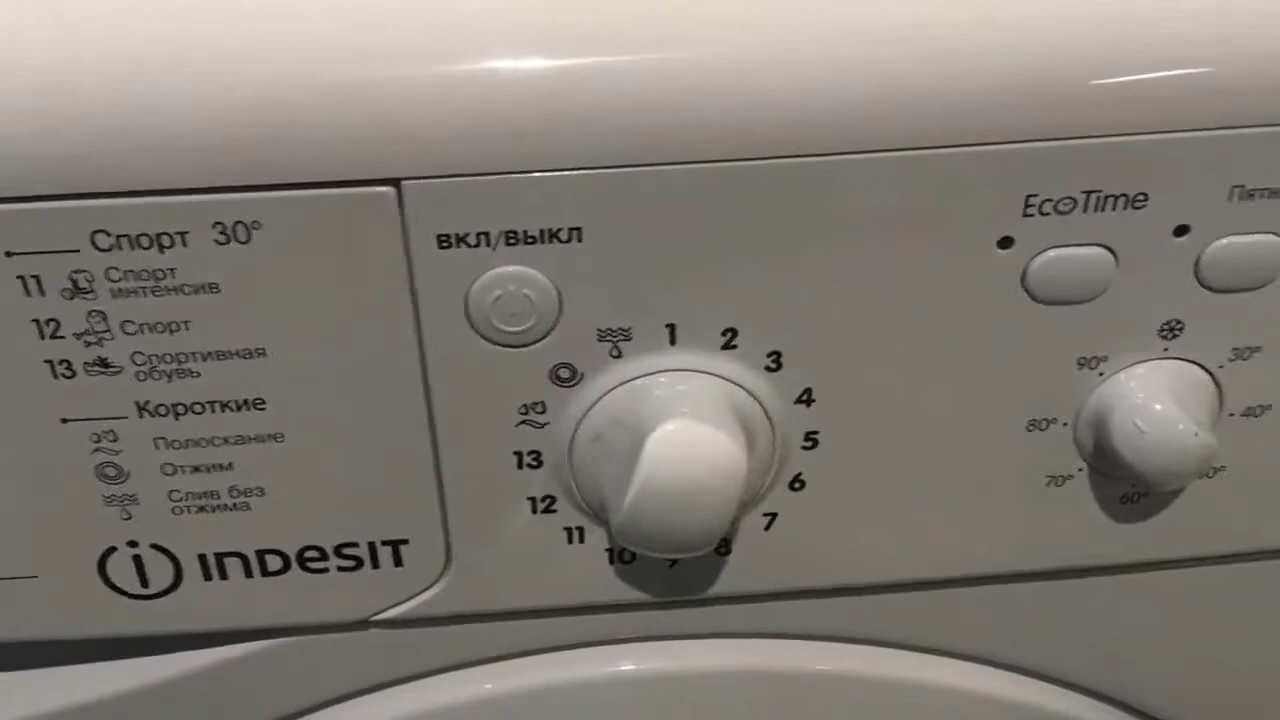 Спорт 30°
11 Спорт
интенсив
12 Спорт
13 Спортивная
обувь
Короткие
Полоскание
Отжим
Слив без
отжима
INDESIT
ВКЛ/ВЫКЛ
1
2
3
4
5
6
7
8
10
11
12
13
EcoTime
90°
30°
80°
40°
70°
60°